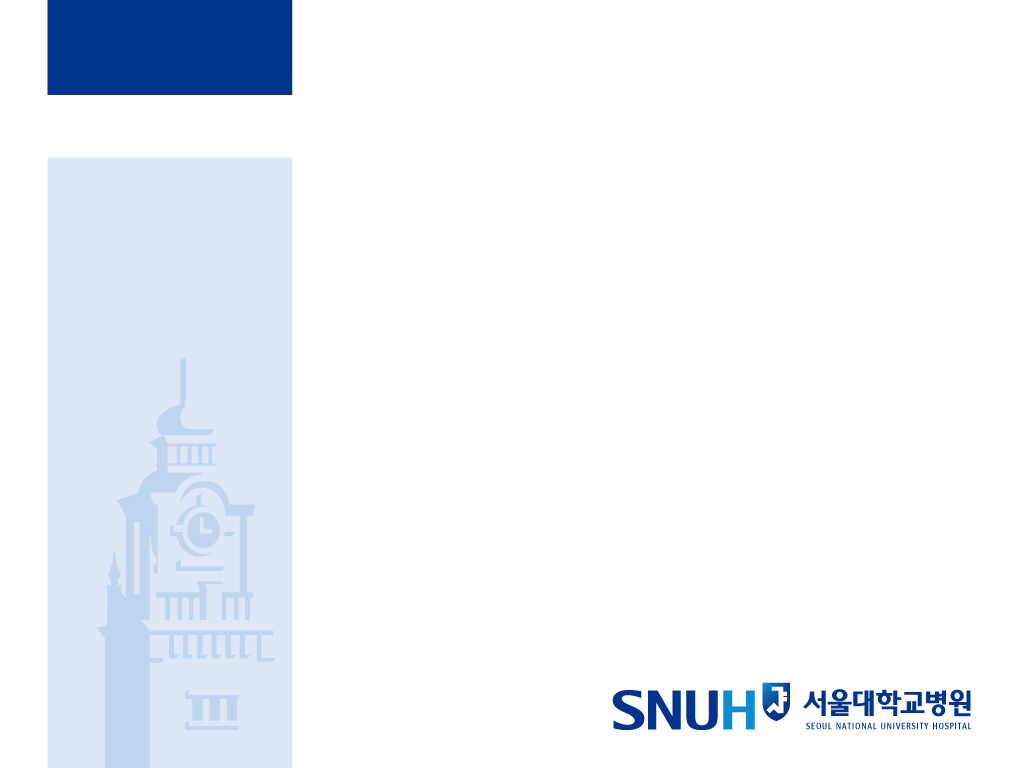 SNUH 서울대학교병원
SEOUL NATIONAL UNIVERSITY HOSPITAL